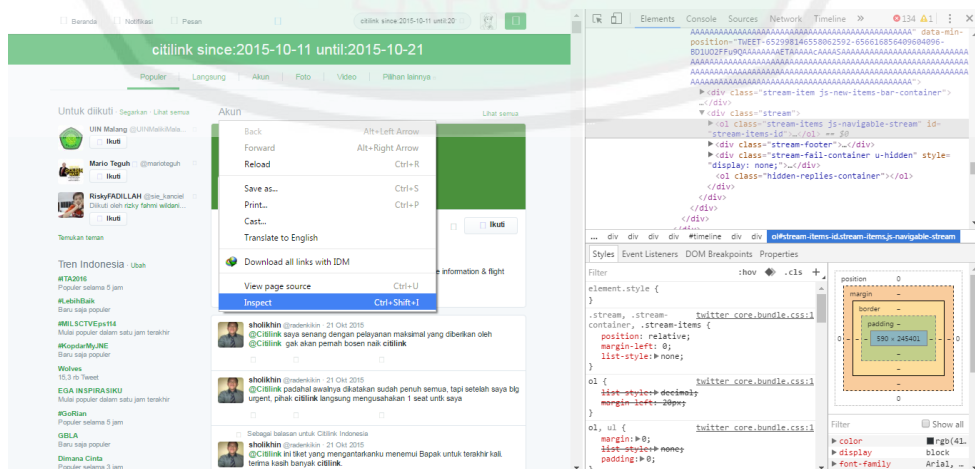 Beranda Notifikasi Pesan citilink since:2015-10-11 until:20
citilink since:2015-10-11 until:2015-10-21
Populer Langsung Akun Foto Video Pilihan lainnya
Untuk diikuti · Segarkan · Lihat semua
UIN Malang @UINMalikiMala...
Ikuti
Mario Teguh @marioteguh
Ikuti
RiskyFADILLAH @sie_kanciel
Diikuti oleh rizky fahmi wildani...
Ikuti
Temukan teman
Tren Indonesia · Ubah
#ITA2016
Populer selama 5 jam
#LebihBaik
Baru saja populer
#MILSCTVEps114
Mulai populer dalam satu jam terakhir
#KopdarMyJNE
Baru saja populer
Wolves
15,3 rb Tweet
EGA INSPIRASIKU
Mulai populer dalam satu jam terakhir
#GoRian
Populer selama 5 jam
GBLA
Baru saja populer
Dimana Cinta
Populer selama 3 jam
Akun Lihat semua
Back Alt+Left Arrow
Forward Alt+Right Arrow
Reload Ctrl+R
Save as... Ctrl+S
Print... Ctrl+P
Cast...
Translate to English
Download all links with IDM
View page source Ctrl+U
Inspect Ctrl+Shift+I
Ikuti
e information & flight
sholikhin @radenkikin · 21 Okt 2015
@Citilink saya senang dengan pelayanan maksimal yang diberikan oleh
@Citilink gak akan pernah bosen naik citilink
sholikhin @radenkikin · 21 Okt 2015
@Citilink padahal awalnya dikatakan sudah penuh semua, tapi setelah saya blg
urgent, pihak citilink langsung mengusahakan 1 seat untk saya
Sebagai balasan untuk Citilink Indonesia
sholikhin @radenkikin · 21 Okt 2015
@Citilink ini tiket yang mengantarkanku menemui Bapak untuk terakhir kali.
terima kasih banyak citilink.
Elements Console Sources Network Timeline » 134 1
data-min-
position="TWEET-652998146558062592-656616856409604096-
<div class="stream-item js-new-items-bar-container">
…</div>
<div class="stream">
<ol class="stream-items js-navigable-stream" id=
"stream-items-id">…</ol> == $0
<div class="stream-footer">…</div>
<div class="stream-fail-container u-hidden" style=
"display: none;">…</div>
<ol class="hidden-replies-container"></ol>
</div>
</div>
</div>
... div div div div #timeline div div ol#stream-items-id.stream-items.js-navigable-stream
Styles Event Listeners DOM Breakpoints Properties
Filter :hov .cls +
element.style {
}
.stream, .stream- twitter_core.bundle.css:1
container, .stream-items {
position: relative;
margin-left: 0;
list-style: none;
}
ol { twitter_core.bundle.css:1
list-style: decimal;
margin-left: 20px;
}
ol, ul { twitter_core.bundle.css:1
margin: 0;
list-style: none;
padding: 0;
position 0
margin –
border –
padding –
0 – – – 590 × 245401 – – – 0
–
–
–
0
Filter Show all
color rgb(41…
display block
font-family Arial, …